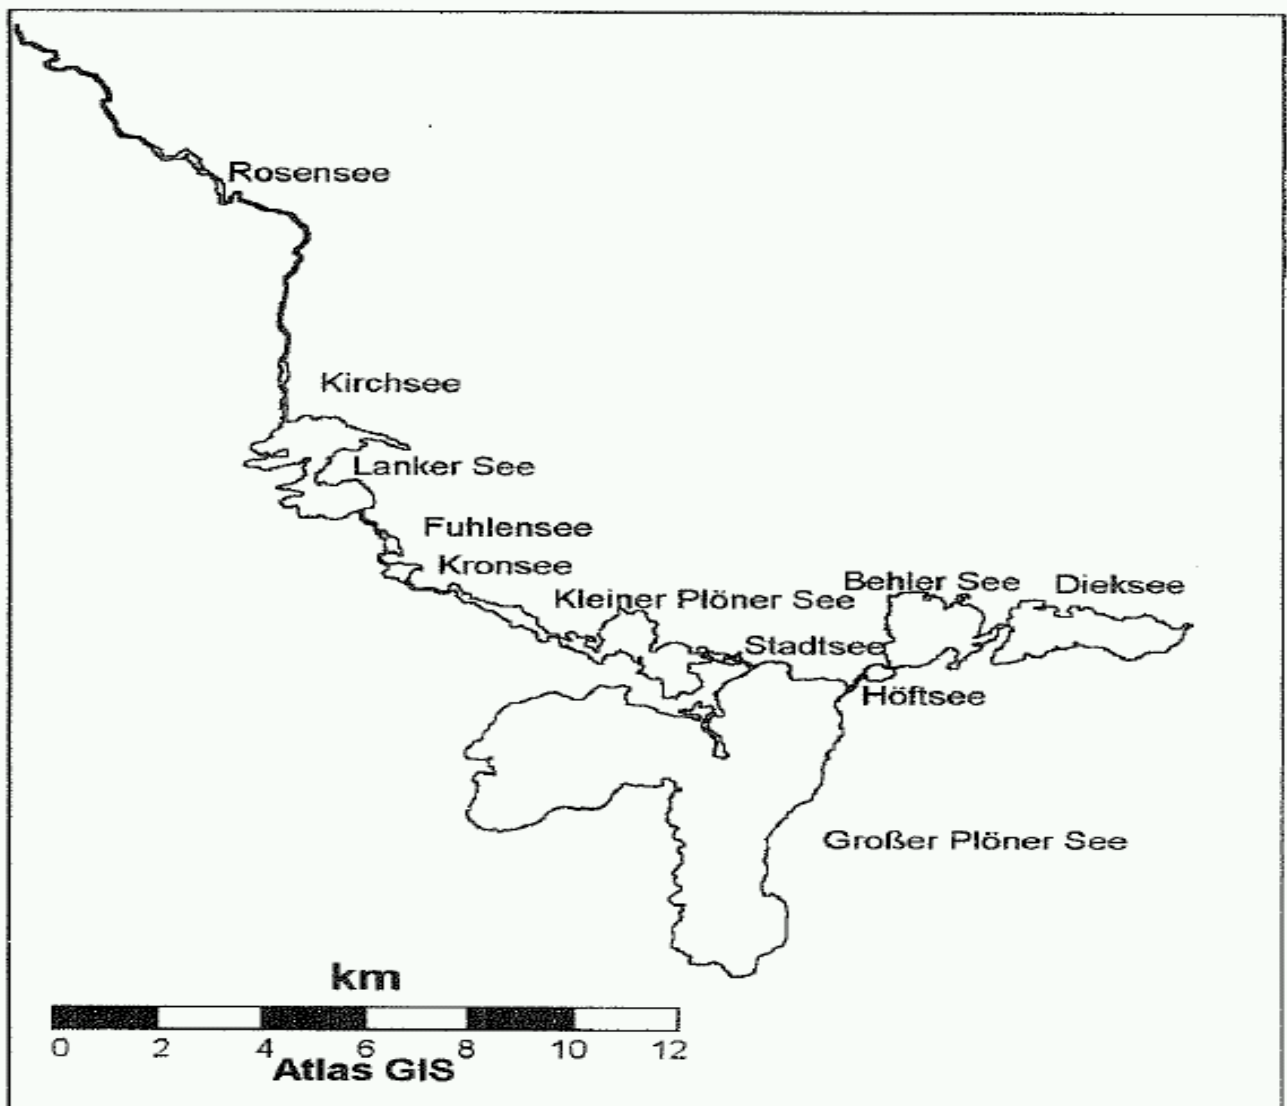 Rosensee
Kirchsee
Lanker See
Fuhlensee
Kronsee
Behler See
Dieksee
Kleiner Plöner See
Stadtsee
Höftsee
Großer Plöner See
km
0 2 4 6 8 10 12
Atlas GIS